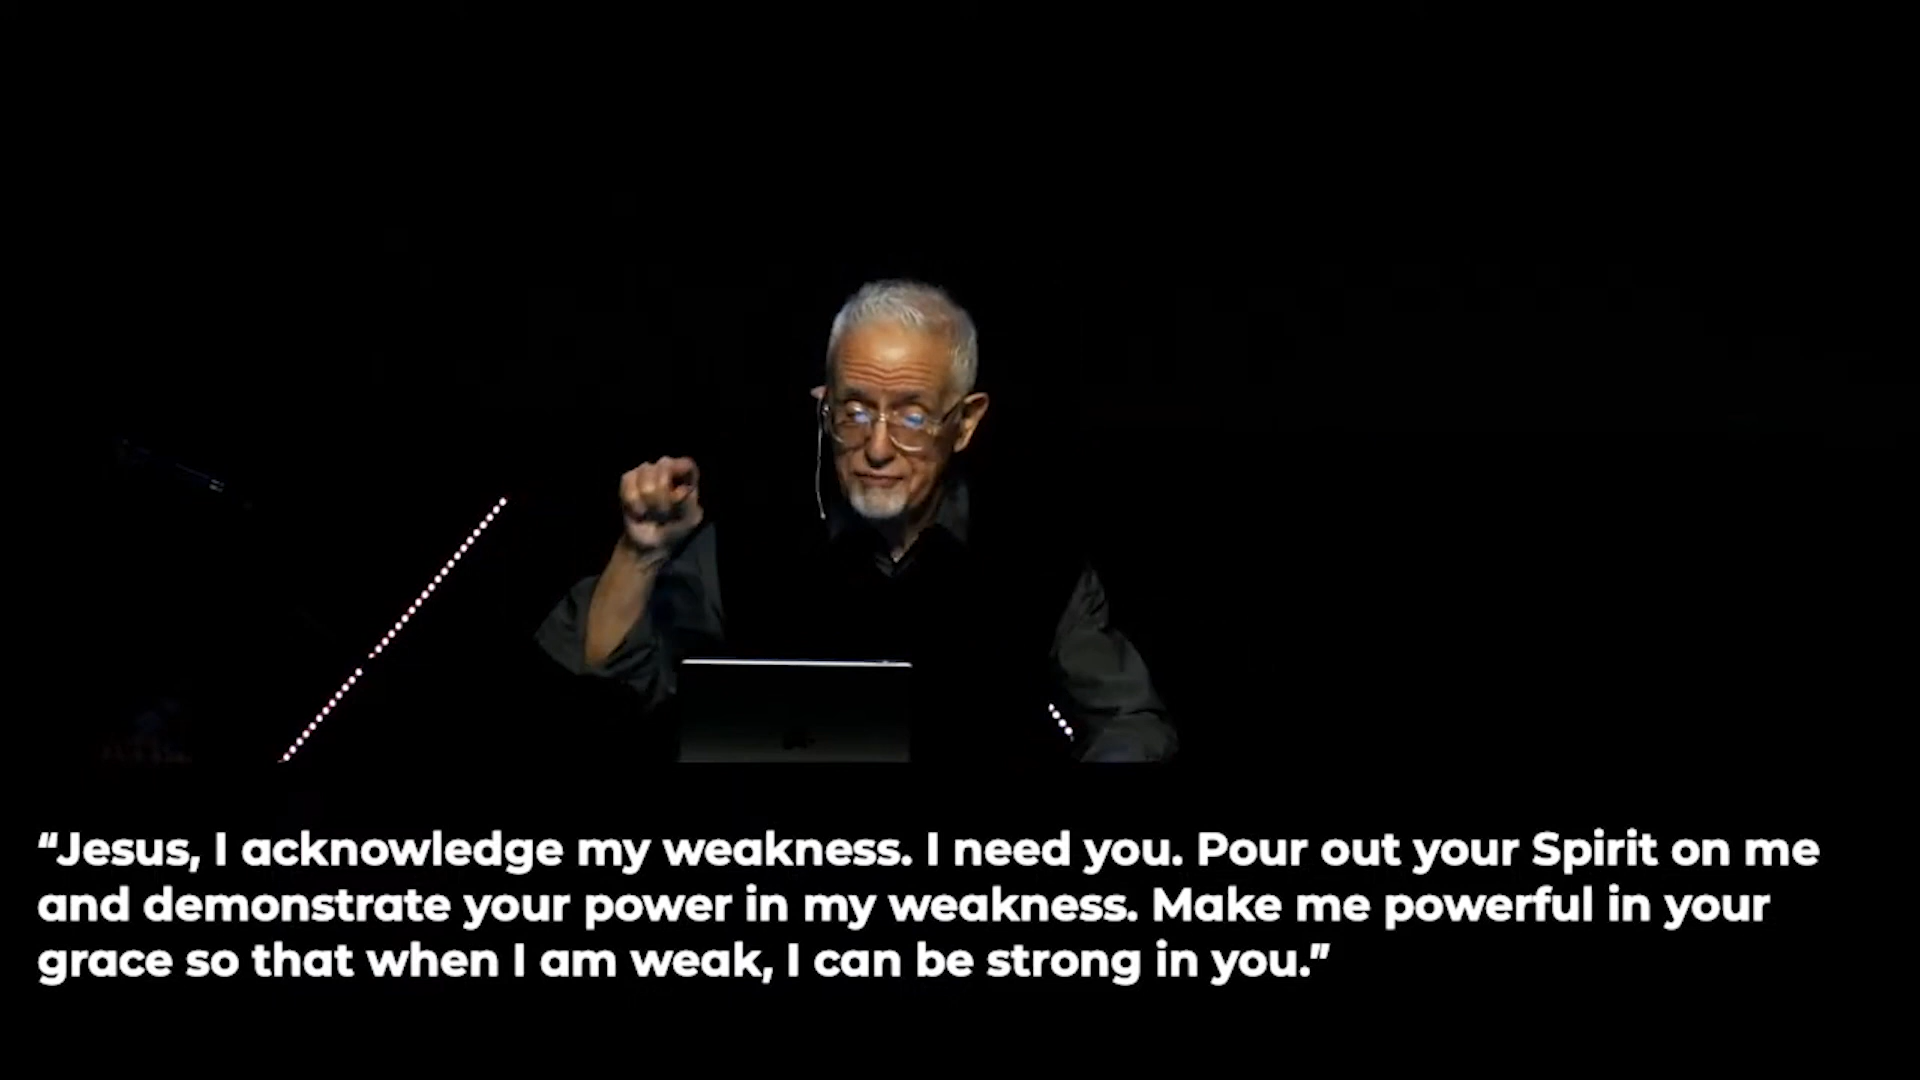 “Jesus, I acknowledge my weakness. I need you. Pour out your Spirit on me
and demonstrate your power in my weakness. Make me powerful in your
grace so that when I am weak, I can be strong in you.”